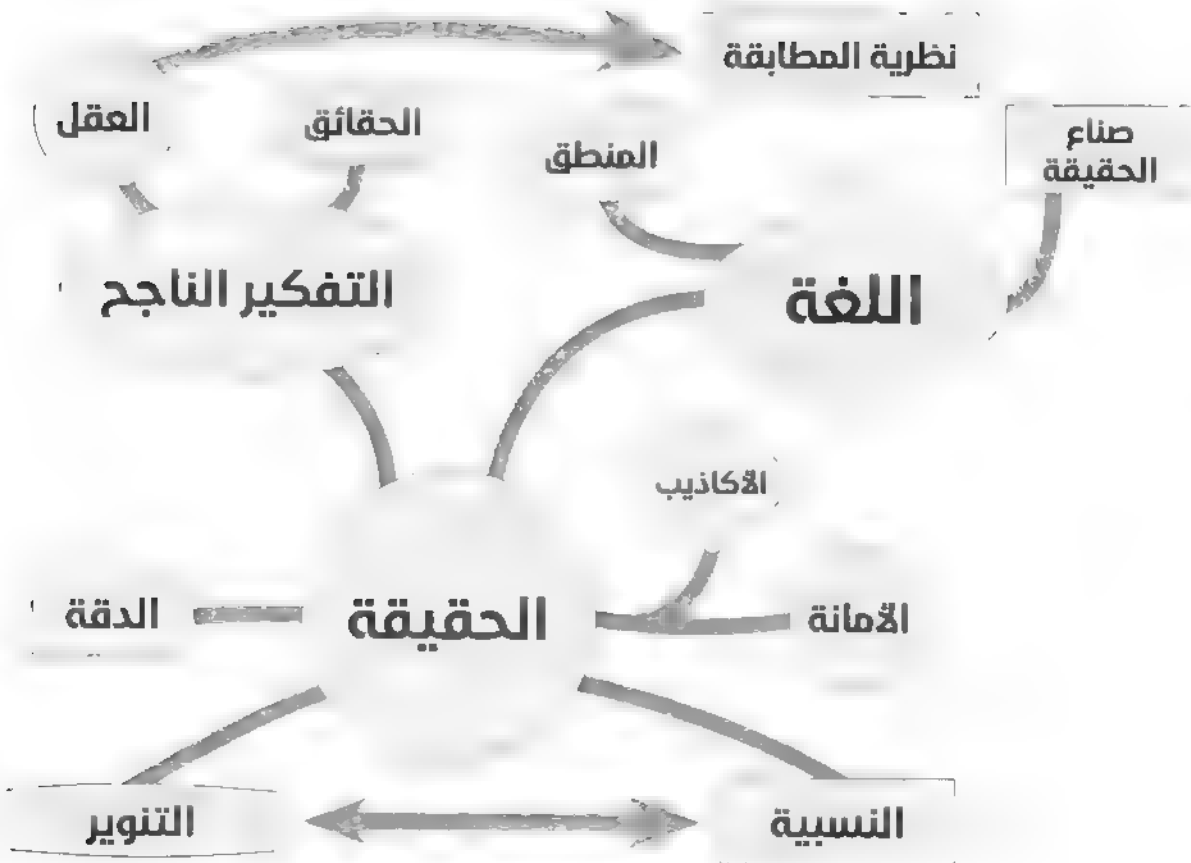 نظرية المطابقة
صناع
الحقيقة
المنطق
الحقائق
العقل
اللغة
التفكير الناجح
الأكاذيب
الأمانة
الحقيقة
الدقة
النسبية
التنوير